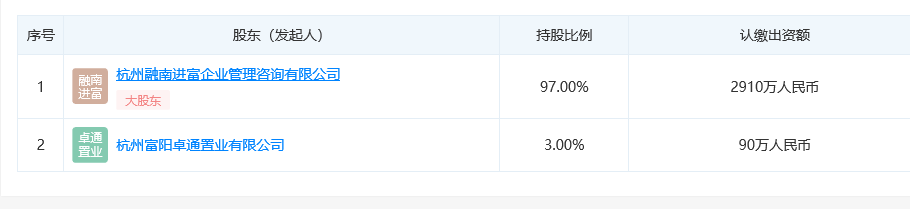 序号 股东（发起人） 持股比例 认缴出资额
1 融南进富 杭州融南进富企业管理咨询有限公司 97.00% 2910万人民币
大股东
2 卓通置业 杭州富阳卓通置业有限公司 3.00% 90万人民币